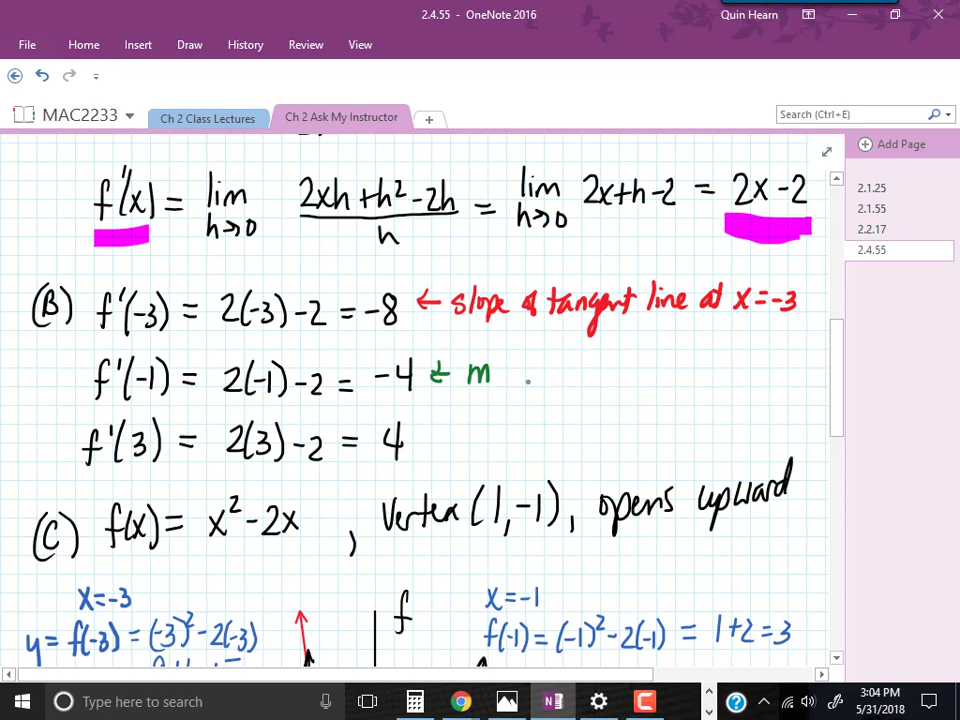 2.4.55 - OneNote 2016
Quin Hearn
File Home Insert Draw History Review View
MAC2233
Ch 2 Class Lectures
Ch 2 Ask My Instructor
Search (Ctrl+E)
Add Page
2.1.25
2.1.55
2.2.17
2.4.55
f'(x) = lim h→0 (2xh + h² - 2h)/h = lim h→0 2x + h - 2 = 2x - 2
(B) f'(-3) = 2(-3) - 2 = -8 ← slope of tangent line at x = -3
f'(-1) = 2(-1) - 2 = -4 ← m
f'(3) = 2(3) - 2 = 4
(C) f(x) = x² - 2x , vertex (1, -1), opens upward
x = -3
y = f(-3) = (-3)² - 2(-3)
f
x = -1
f(-1) = (-1)² - 2(-1) = 1 + 2 = 3
Type here to search
3:04 PM
5/31/2018